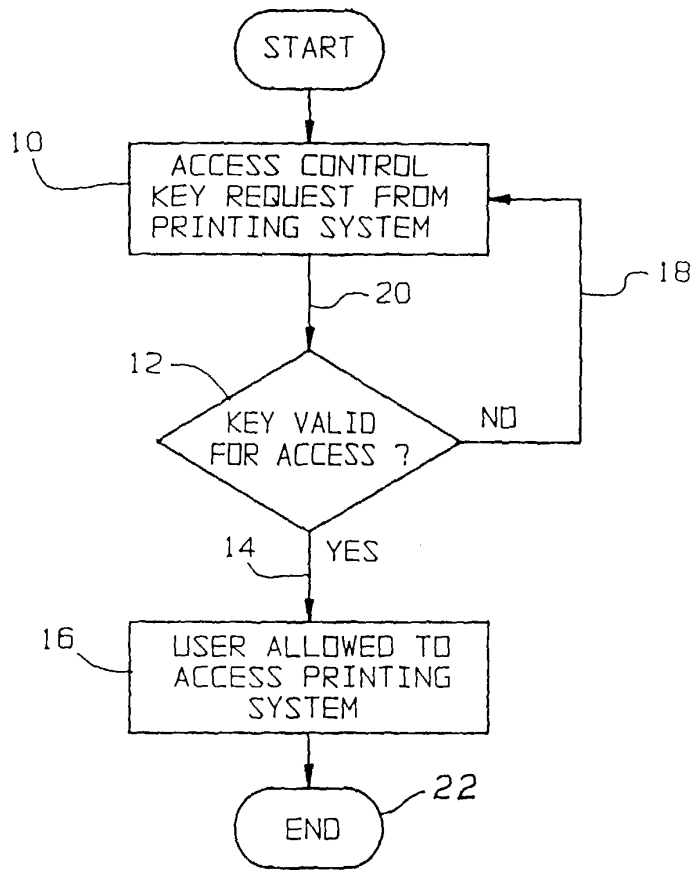 START
10
ACCESS CONTROL
KEY REQUEST FROM
PRINTING SYSTEM
18
20
12
KEY VALID
FOR ACCESS ?
NO
14
YES
16
USER ALLOWED TO
ACCESS PRINTING
SYSTEM
22
END